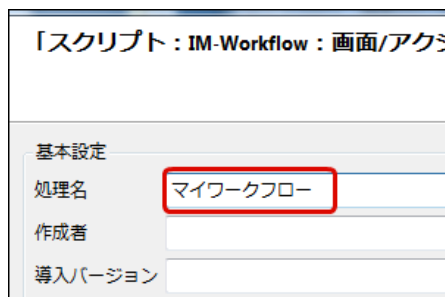 「スクリプト：IM-Workflow：画面/アク
基本設定
処理名
マイワークフロー
作成者
導入バージョン